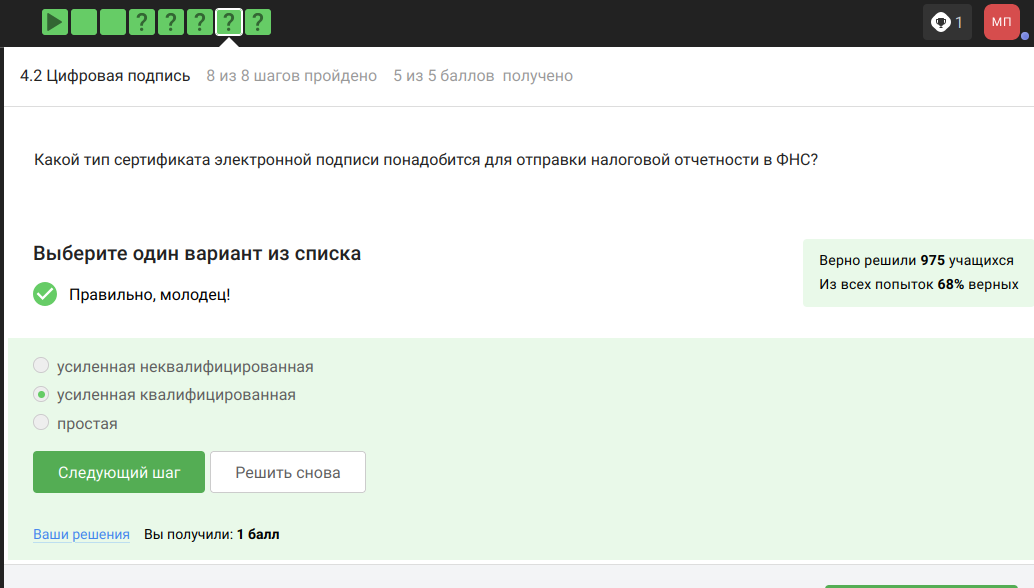 ? ? ? ? ?
1
МП
4.2 Цифровая подпись 8 из 8 шагов пройдено 5 из 5 баллов получено
Какой тип сертификата электронной подписи понадобится для отправки налоговой отчетности в ФНС?
Выберите один вариант из списка
Верно решили 975 учащихся
Из всех попыток 68% верных
Правильно, молодец!
усиленная неквалифицированная
усиленная квалифицированная
простая
Следующий шаг
Решить снова
Ваши решения Вы получили: 1 балл